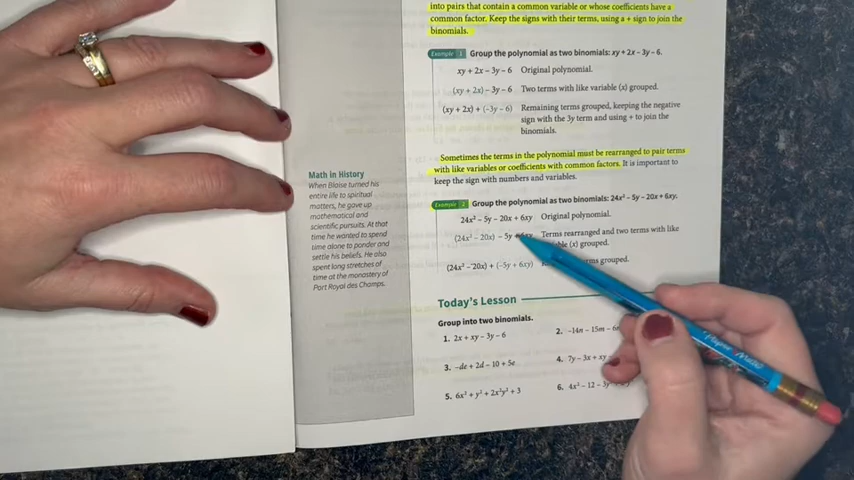 into pairs that contain a common variable or whose coefficients have a
common factor. Keep the signs with their terms, using a + sign to join the
binomials.
Example 1 Group the polynomial as two binomials: xy + 2x − 3y − 6.
xy + 2x − 3y − 6 Original polynomial.
(xy + 2x) − 3y − 6 Two terms with like variable (x) grouped.
(xy + 2x) + (−3y − 6) Remaining terms grouped, keeping the negative
sign with the 3y term and using + to join the
binomials.
Sometimes the terms in the polynomial must be rearranged to pair terms
with like variables or coefficients with common factors. It is important to
keep the sign with numbers and variables.
Example 2 Group the polynomial as two binomials: 24x² − 5y − 20x + 6xy.
24x² − 5y − 20x + 6xy Original polynomial.
(24x² − 20x) − 5y + 6xy Terms rearranged and two terms with like
(x) grouped.
(24x² − 20x) + (−5y + 6xy) grouped.
Math in History
When Blaise turned his
entire life to spiritual
matters, he gave up
mathematical and
scientific pursuits. At that
time he wanted to spend
time alone to ponder and
settle his beliefs. He also
spent long stretches of
time at the monastery of
Port Royal des Champs.
Today's Lesson
Group into two binomials.
1. 2x + xy − 3y − 6
2. −14n − 15m −
3. −de + 2d − 10 + 5e
4. 7y − 3x + xy
5. 6x² + y² + 2x²y² + 3
6. 4x² − 12 −
Paper Mate